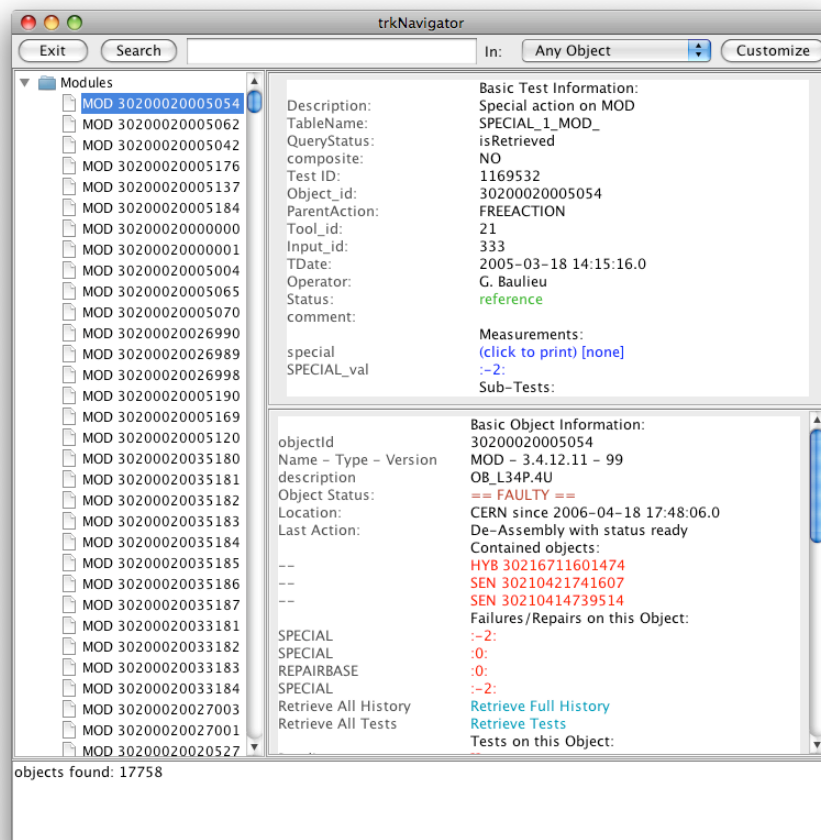 trkNavigator
Exit Search In: Any Object Customize
Modules
MOD 30200020005054
MOD 30200020005062
MOD 30200020005042
MOD 30200020005176
MOD 30200020005137
MOD 30200020005184
MOD 30200020000000
MOD 30200020000001
MOD 30200020005004
MOD 30200020005065
MOD 30200020005070
MOD 30200020026990
MOD 30200020026989
MOD 30200020026998
MOD 30200020005190
MOD 30200020005169
MOD 30200020005120
MOD 30200020035180
MOD 30200020035181
MOD 30200020035182
MOD 30200020035183
MOD 30200020035184
MOD 30200020035185
MOD 30200020035186
MOD 30200020035187
MOD 30200020033181
MOD 30200020033182
MOD 30200020033183
MOD 30200020033184
MOD 30200020027003
MOD 30200020027001
MOD 30200020020527
Basic Test Information:
Description: Special action on MOD
TableName: SPECIAL_1_MOD_
QueryStatus: isRetrieved
composite: NO
Test ID: 1169532
Object_id: 30200020005054
ParentAction: FREEACTION
Tool_id: 21
Input_id: 333
TDate: 2005-03-18 14:15:16.0
Operator: G. Baulieu
Status: reference
comment:
Measurements:
special (click to print) [none]
SPECIAL_val :-2:
Sub-Tests:
Basic Object Information:
objectId 30200020005054
Name - Type - Version MOD - 3.4.12.11 - 99
description OB_L34P.4U
Object Status: == FAULTY ==
Location: CERN since 2006-04-18 17:48:06.0
Last Action: De-Assembly with status ready
Contained objects:
-- HYB 30216711601474
-- SEN 30210421741607
-- SEN 30210414739514
Failures/Repairs on this Object:
SPECIAL :-2:
SPECIAL :0:
REPAIRBASE :0:
SPECIAL :-2:
Retrieve All History Retrieve Full History
Retrieve All Tests Retrieve Tests
Tests on this Object:
objects found: 17758